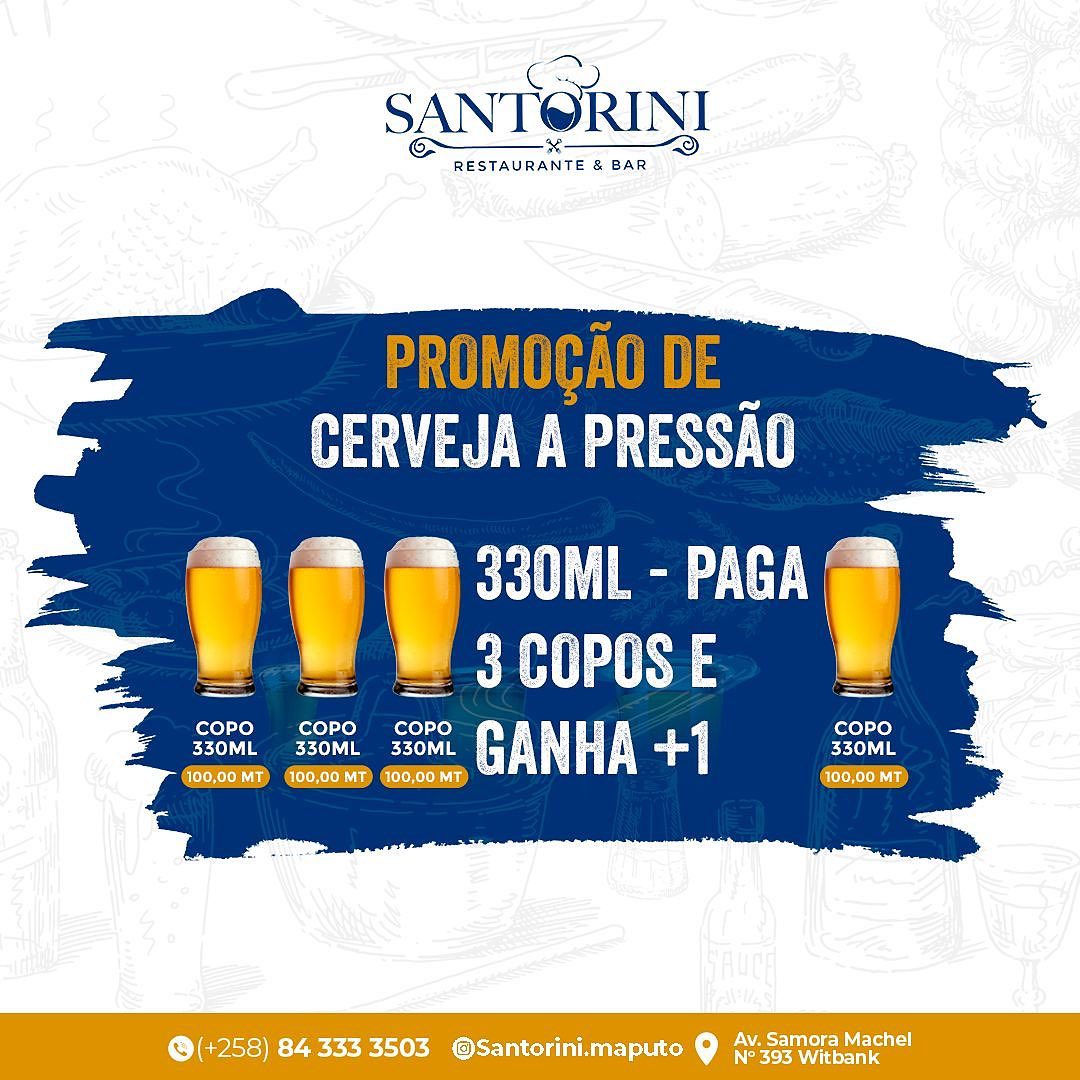 SANTORINI
RESTAURANTE & BAR
PROMOÇÃO DE
CERVEJA A PRESSÃO
330ML - PAGA
3 COPOS E
GANHA +1
COPO
330ML
100,00 MT
COPO
330ML
100,00 MT
COPO
330ML
100,00 MT
COPO
330ML
100,00 MT
SAUCE
(+258) 84 333 3503
Santorini.maputo
Av. Samora Machel
Nº 393 Witbank